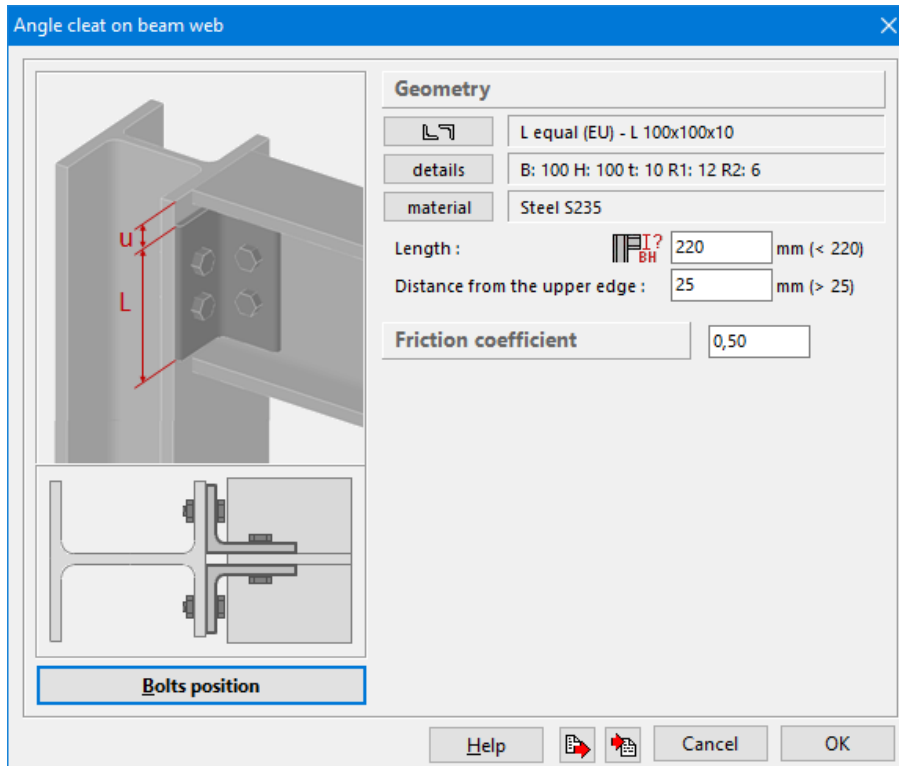 Angle cleat on beam web
Geometry
L equal (EU) - L 100x100x10
details
B: 100 H: 100 t: 10 R1: 12 R2: 6
material
Steel S235
Length :
I?
BH
220
mm (< 220)
Distance from the upper edge :
25
mm (> 25)
Friction coefficient
0,50
u
L
Bolts position
Help
Cancel
OK